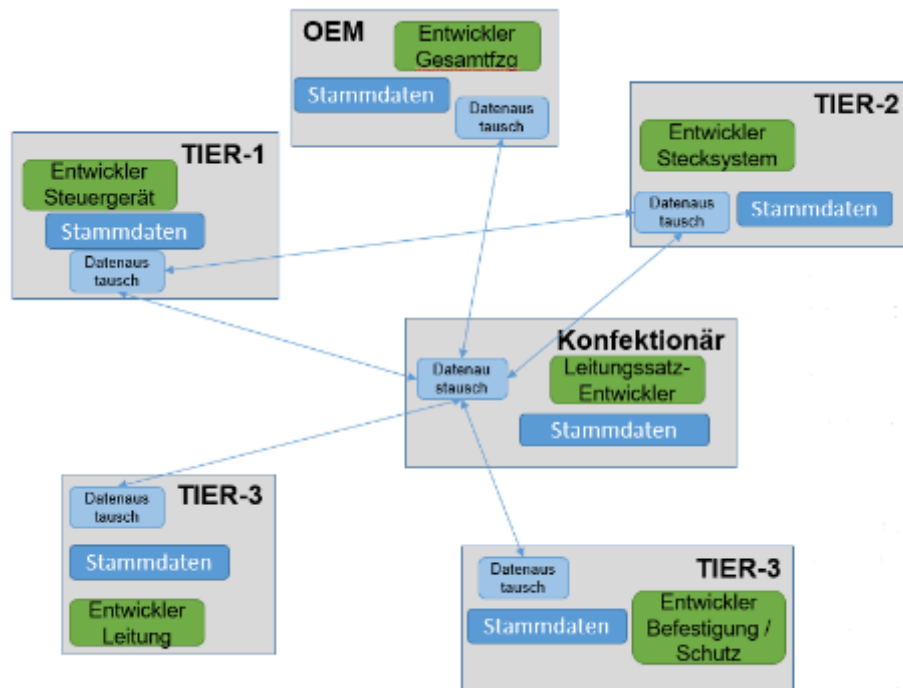 OEM
Entwickler
Gesamtfzg
Stammdaten
Datenaus
tausch
TIER-1
Entwickler
Steuergerät
Stammdaten
Datenaus
tausch
TIER-2
Entwickler
Stecksystem
Datenaus
tausch
Stammdaten
Konfektionär
Datenau
stausch
Leitungssatz-
Entwickler
Stammdaten
TIER-3
Datenaus
tausch
Stammdaten
Entwickler
Leitung
TIER-3
Datenaus
tausch
Stammdaten
Entwickler
Befestigung /
Schutz